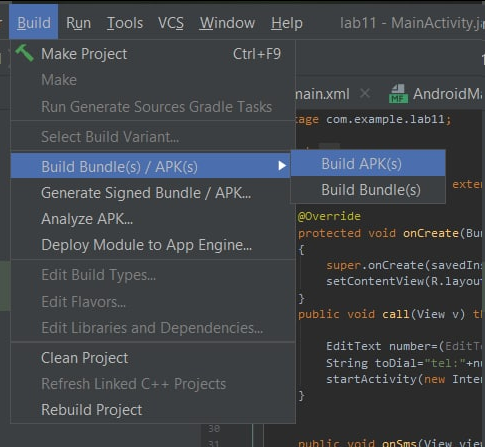 Build Run Tools VCS Window Help lab11 - MainActivity.ja
Make Project Ctrl+F9
Make
Run Generate Sources Gradle Tasks
Select Build Variant...
Build Bundle(s) / APK(s)
Generate Signed Bundle / APK...
Analyze APK...
Deploy Module to App Engine...
Edit Build Types...
Edit Flavors...
Edit Libraries and Dependencies...
Clean Project
Refresh Linked C++ Projects
Rebuild Project
Build APK(s)
Build Bundle(s)
main.xml
MF AndroidMa
age com.example.lab11;
exter
@Override
protected void onCreate(Bun
{
super.onCreate(savedIns
setContentView(R.layou
}
public void call(View v) th
EditText number=(EditTe
String toDial="tel:"+nu
startActivity(new Inter
}
30
31 public void onSms(View view